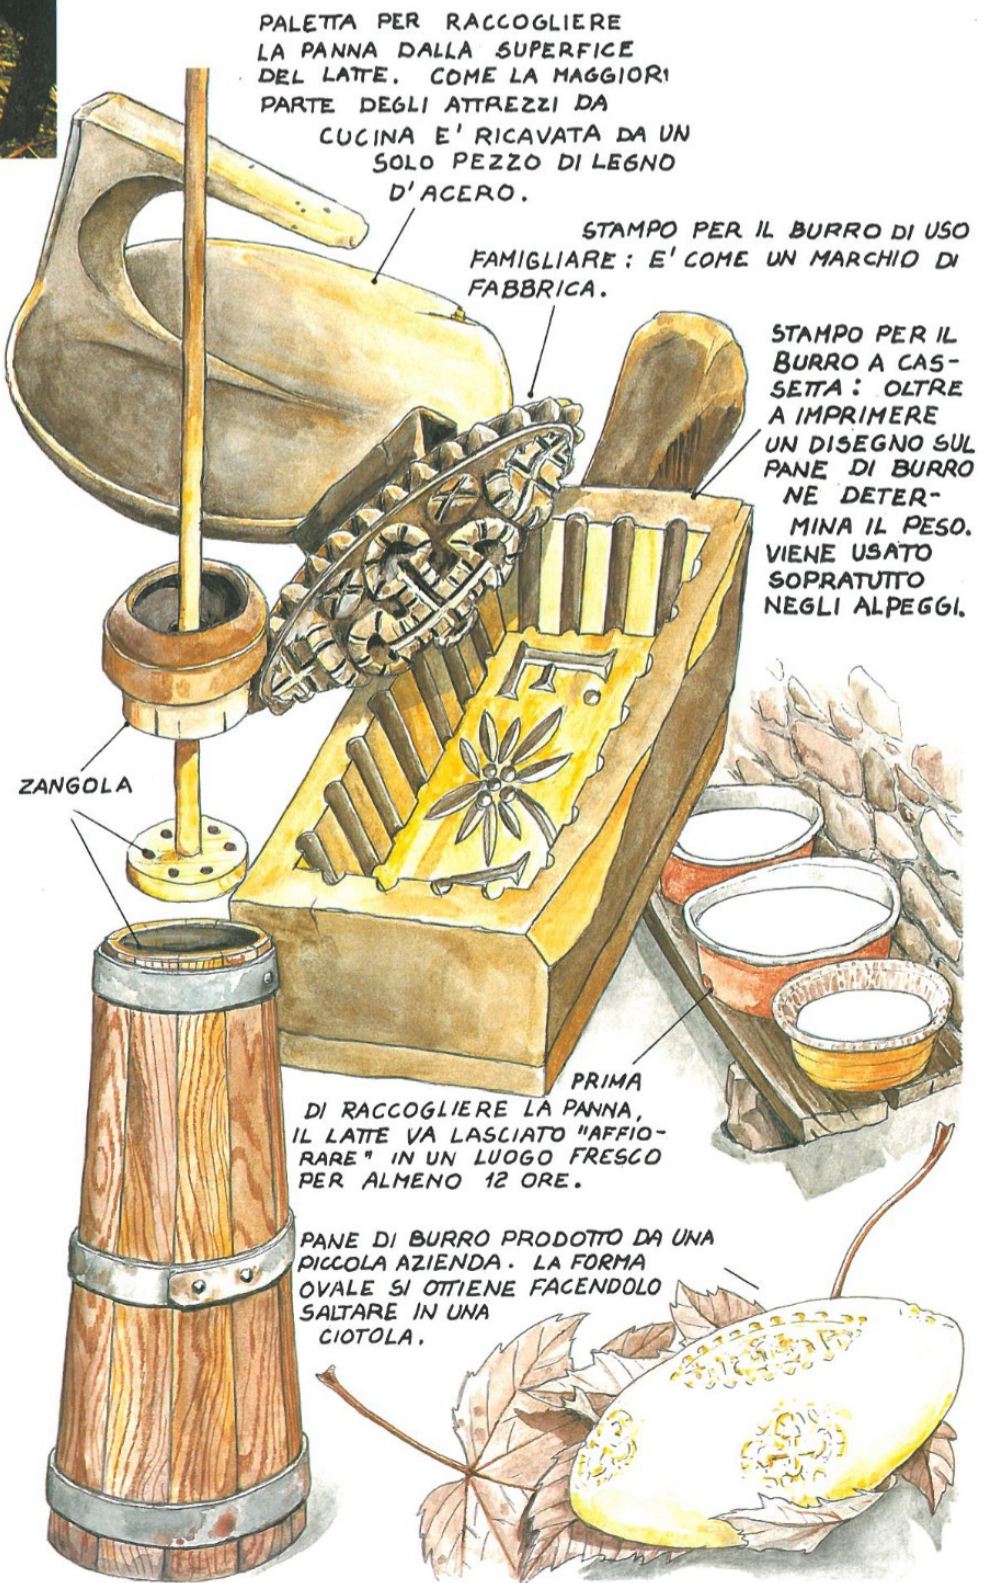 PALETTA PER RACCOGLIERE
LA PANNA DALLA SUPERFICE
DEL LATTE. COME LA MAGGIOR
PARTE DEGLI ATTREZZI DA
CUCINA E' RICAVATA DA UN
SOLO PEZZO DI LEGNO
D'ACERO.
STAMPO PER IL BURRO DI USO
FAMIGLIARE: E' COME UN MARCHIO DI
FABBRICA.
STAMPO PER IL
BURRO A CAS-
SETTA: OLTRE
A IMPRIMERE
UN DISEGNO SUL
PANE DI BURRO
NE DETER-
MINA IL PESO.
VIENE USATO
SOPRATUTTO
NEGLI ALPEGGI.
ZANGOLA
PRIMA
DI RACCOGLIERE LA PANNA,
IL LATTE VA LASCIATO "AFFIO-
RARE" IN UN LUOGO FRESCO
PER ALMENO 12 ORE.
PANE DI BURRO PRODOTTO DA UNA
PICCOLA AZIENDA. LA FORMA
OVALE SI OTTIENE FACENDOLO
SALTARE IN UNA
CIOTOLA.